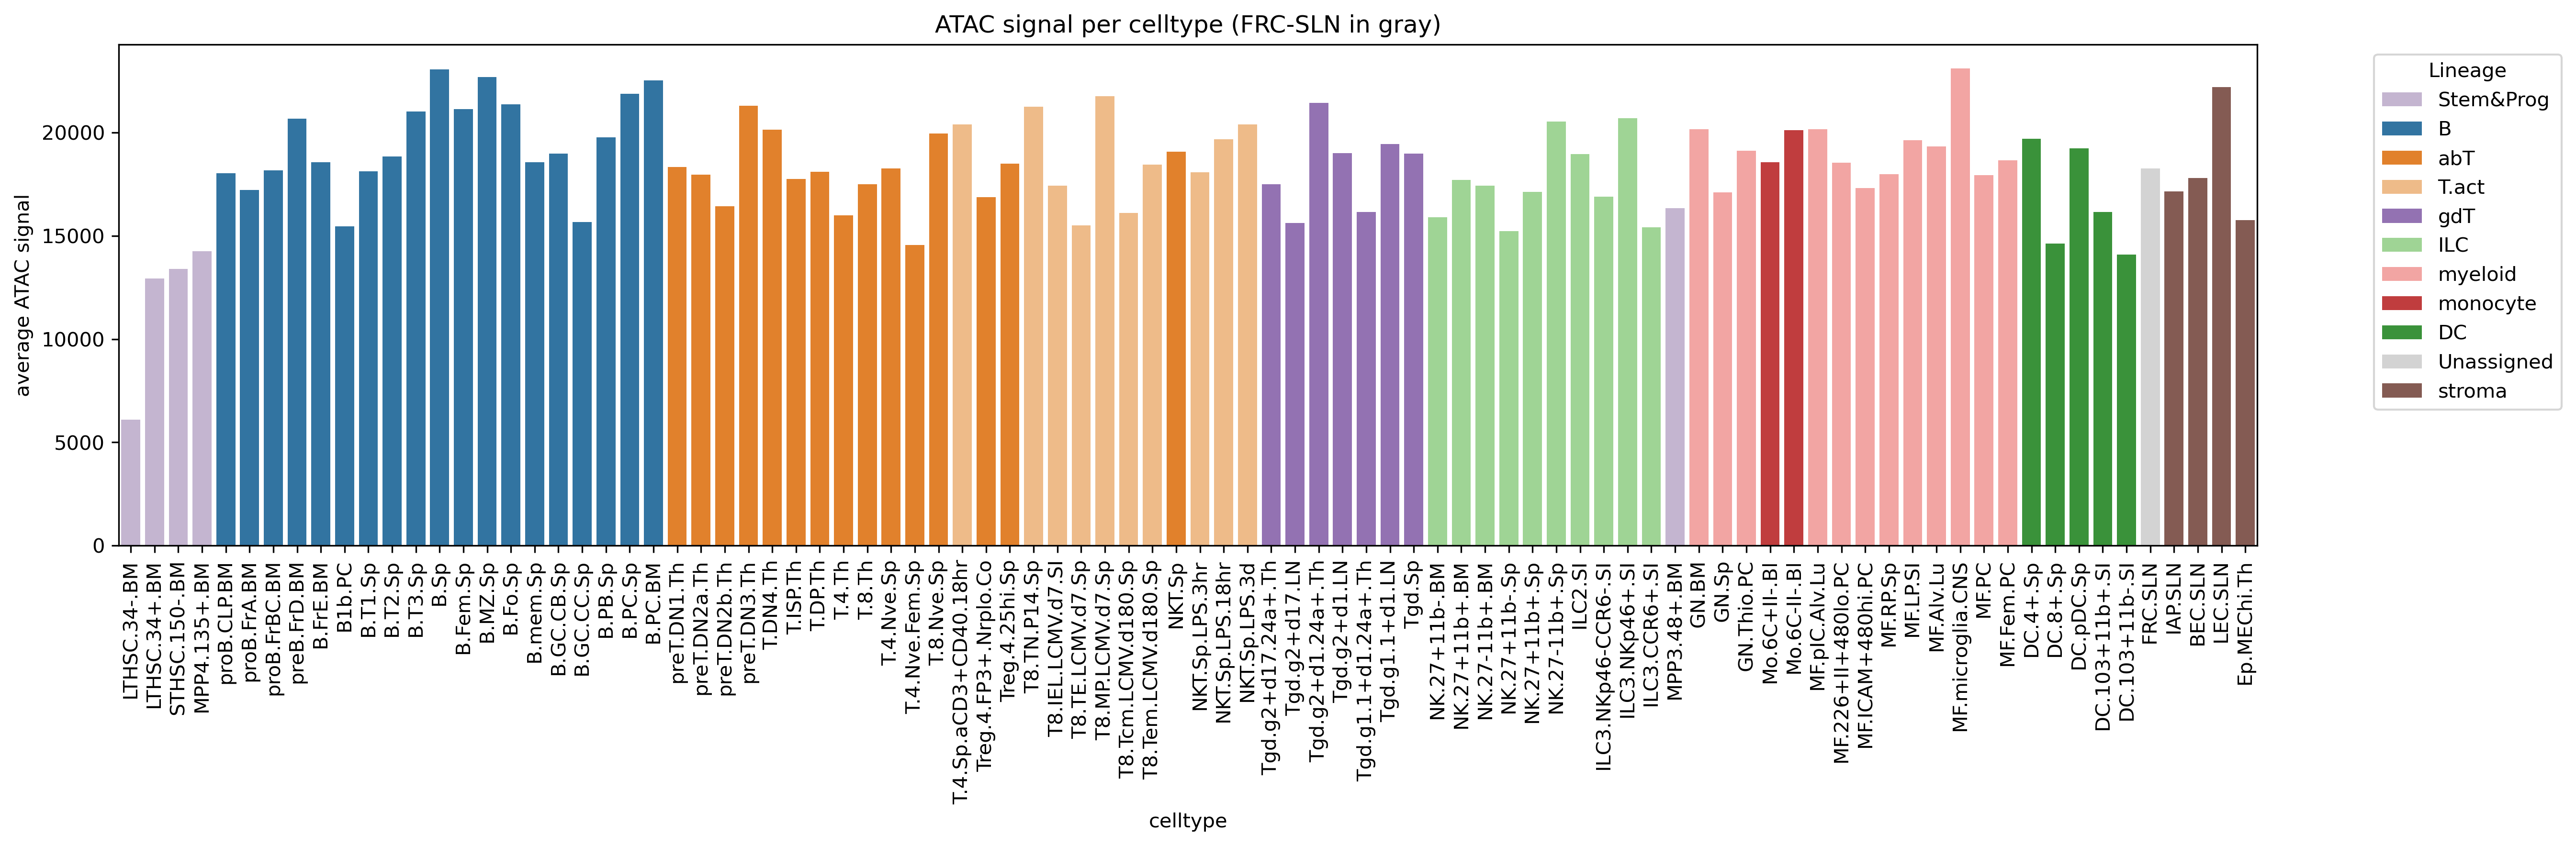 ATAC signal per celltype (FRC-SLN in gray)
average ATAC signal
20000
15000
10000
5000
0
LTHSC.34-.BM
LTHSC.34+.BM
STHSC.150-.BM
MPP4.135+.BM
proB.CLP.BM
proB.FrA.BM
proB.FrBC.BM
preB.FrD.BM
B.FrE.BM
B1b.PC
B.T1.Sp
B.T2.Sp
B.T3.Sp
B.Sp
B.Fem.Sp
B.MZ.Sp
B.Fo.Sp
B.mem.Sp
B.GC.CB.Sp
B.GC.CC.Sp
B.PB.Sp
B.PC.Sp
B.PC.BM
preT.DN1.Th
preT.DN2a.Th
preT.DN2b.Th
preT.DN3.Th
T.DN4.Th
T.ISP.Th
T.DP.Th
T.4.Th
T.8.Th
T.4.Nve.Sp
T.4.Nve.Fem.Sp
T.8.Nve.Sp
T.4.Sp.aCD3+CD40.18hr
Treg.4.FP3+.Nrplo.Co
Treg.4.25hi.Sp
T8.TN.P14.Sp
T8.IEL.LCMV.d7.SI
T8.TE.LCMV.d7.Sp
T8.MP.LCMV.d7.Sp
T8.Tcm.LCMV.d180.Sp
T8.Tem.LCMV.d180.Sp
NKT.Sp
NKT.Sp.LPS.3hr
NKT.Sp.LPS.18hr
NKT.Sp.LPS.3d
Tgd.g2+d17.24a+.Th
Tgd.g2+d17.LN
Tgd.g2+d1.24a+.Th
Tgd.g2+d1.LN
Tgd.g1.1+d1.24a+.Th
Tgd.g1.1+d1.LN
Tgd.Sp
NK.27+11b-.BM
NK.27+11b+.BM
NK.27-11b+.BM
NK.27+11b-.Sp
NK.27+11b+.Sp
NK.27-11b+.Sp
ILC2.SI
ILC3.NKp46-CCR6-.SI
ILC3.NKp46+.SI
ILC3.CCR6+.SI
MPP3.48+.BM
GN.BM
GN.Sp
GN.Thio.PC
Mo.6C+II-.Bl
Mo.6C-II-.Bl
MF.pIC.Alv.Lu
MF.226+II+480lo.PC
MF.ICAM+480hi.PC
MF.RP.Sp
MF.LP.SI
MF.Alv.Lu
MF.microglia.CNS
MF.PC
MF.Fem.PC
DC.4+.Sp
DC.8+.Sp
DC.pDC.Sp
DC.103+11b+.SI
DC.103+11b-.SI
FRC.SLN
IAP.SLN
BEC.SLN
LEC.SLN
Ep.MEChi.Th
celltype
Lineage
Stem&Prog
B
abT
T.act
gdT
ILC
myeloid
monocyte
DC
Unassigned
stroma